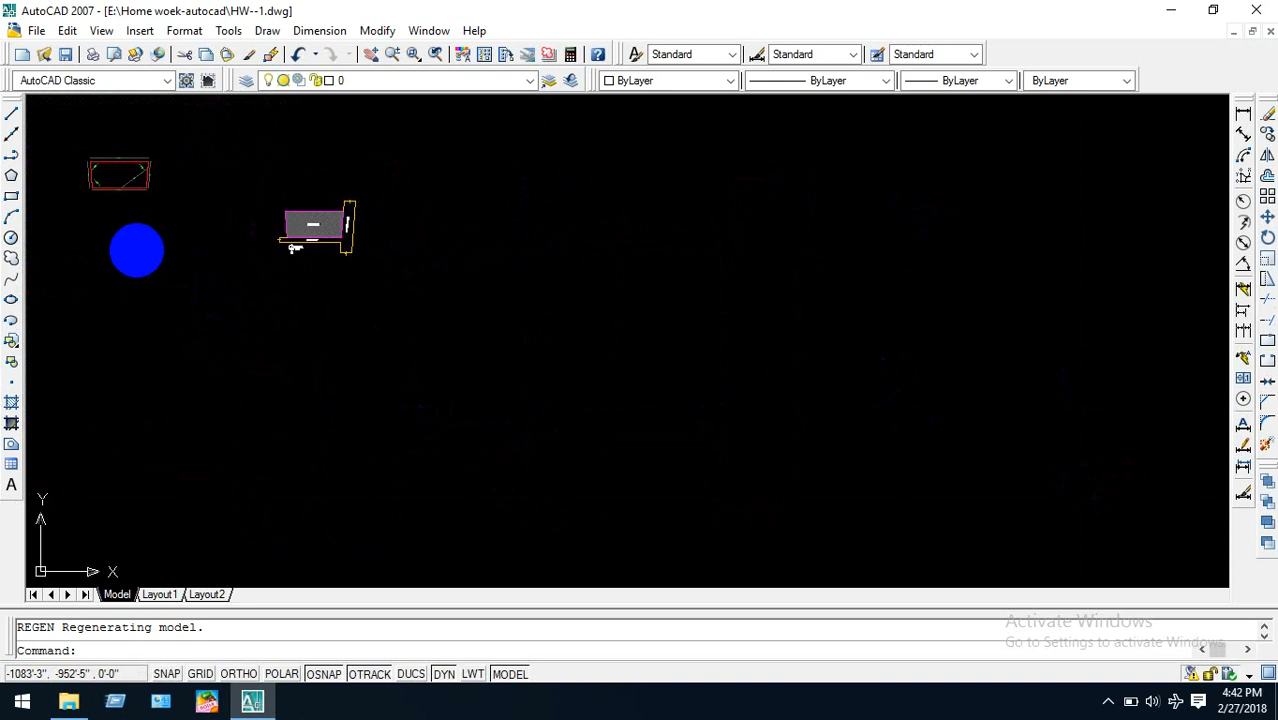 AutoCAD 2007 - [E:\Home woek-autocad\HW--1.dwg]
File Edit View Insert Format Tools Draw Dimension Modify Window Help
Standard Standard Standard
AutoCAD Classic 0 ByLayer ByLayer ByLayer ByLayer
A
Y
X
Model Layout1 Layout2
REGEN Regenerating model.
Command:
Activate Windows
Go to Settings to activate Windows.
-1083'-3", -952'-5", 0'-0" SNAP GRID ORTHO POLAR OSNAP OTRACK DUCS DYN LWT MODEL
4:42 PM
2/27/2018